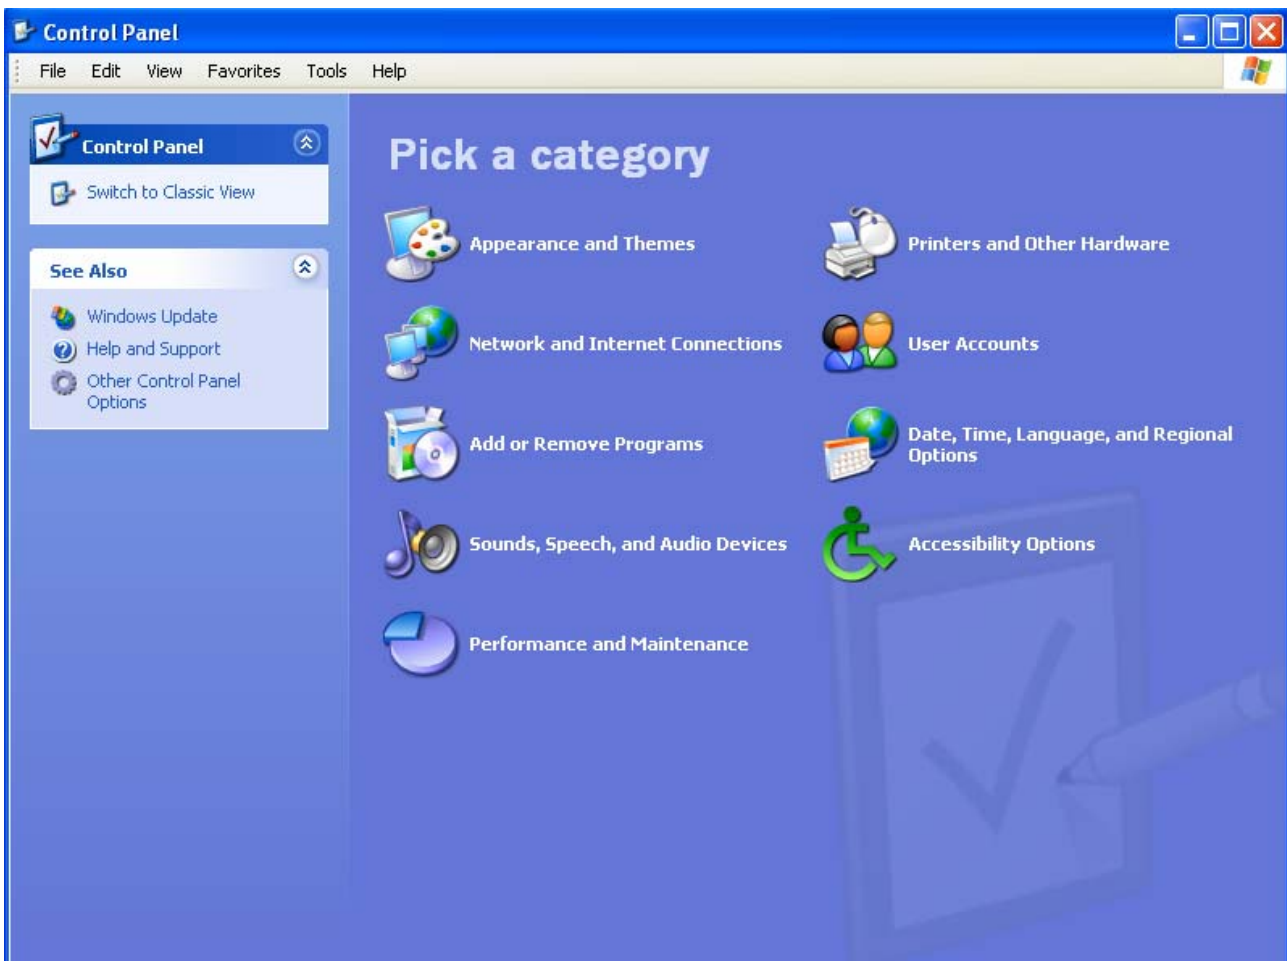 Control Panel
File Edit View Favorites Tools Help
Control Panel
Switch to Classic View
See Also
Windows Update
Help and Support
Other Control Panel
Options
Pick a category
Appearance and Themes
Printers and Other Hardware
Network and Internet Connections
User Accounts
Add or Remove Programs
Date, Time, Language, and Regional
Options
Sounds, Speech, and Audio Devices
Accessibility Options
Performance and Maintenance